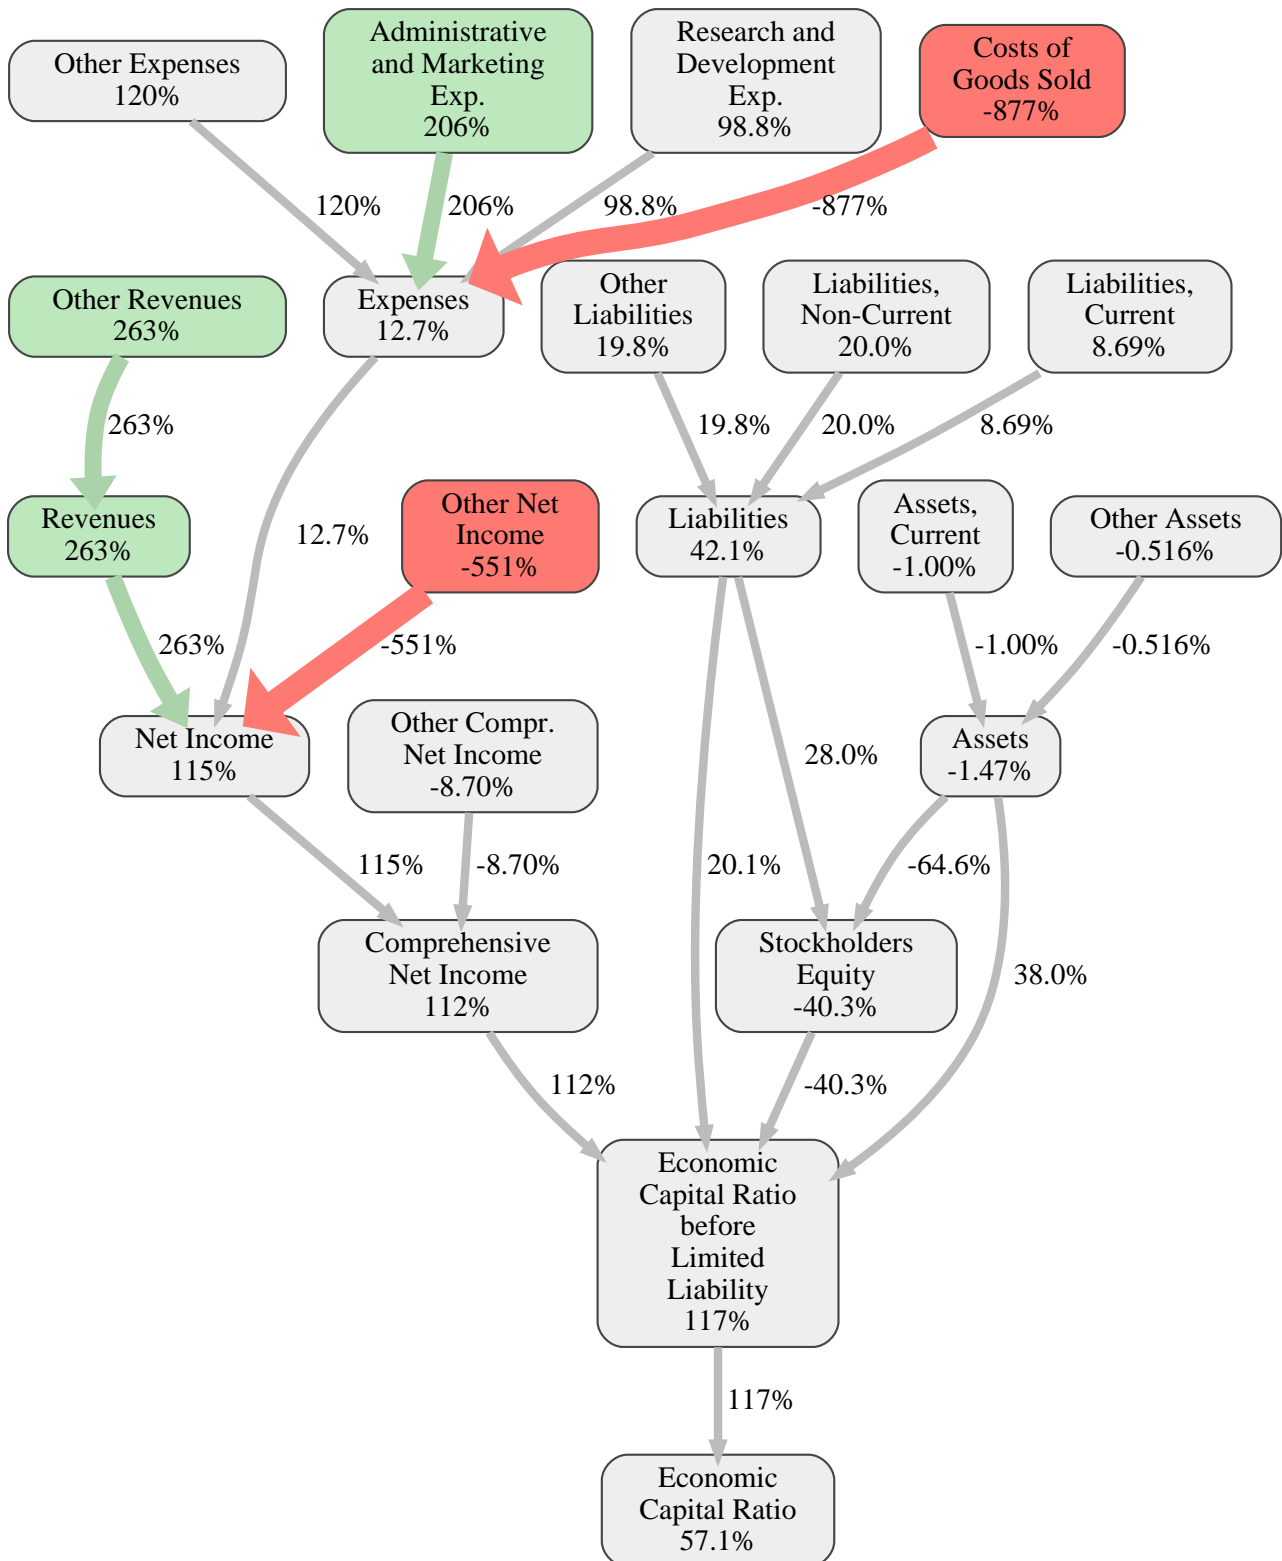 Other Expenses
120%
Administrative
and Marketing
Exp.
206%
Research and
Development
Exp.
98.8%
Costs of
Goods Sold
-877%
120%
206%
98.8%
-877%
Other Revenues
263%
Expenses
12.7%
Other
Liabilities
19.8%
Liabilities,
Non-Current
20.0%
Liabilities,
Current
8.69%
263%
19.8%
20.0%
8.69%
Revenues
263%
12.7%
Other Net
Income
-551%
Liabilities
42.1%
Assets,
Current
-1.00%
Other Assets
-0.516%
263%
-551%
-1.00%
-0.516%
Net Income
115%
Other Compr.
Net Income
-8.70%
28.0%
Assets
-1.47%
115%
-8.70%
20.1%
-64.6%
Comprehensive
Net Income
112%
Stockholders
Equity
-40.3%
38.0%
112%
-40.3%
Economic
Capital Ratio
before
Limited
Liability
117%
117%
Economic
Capital Ratio
57.1%